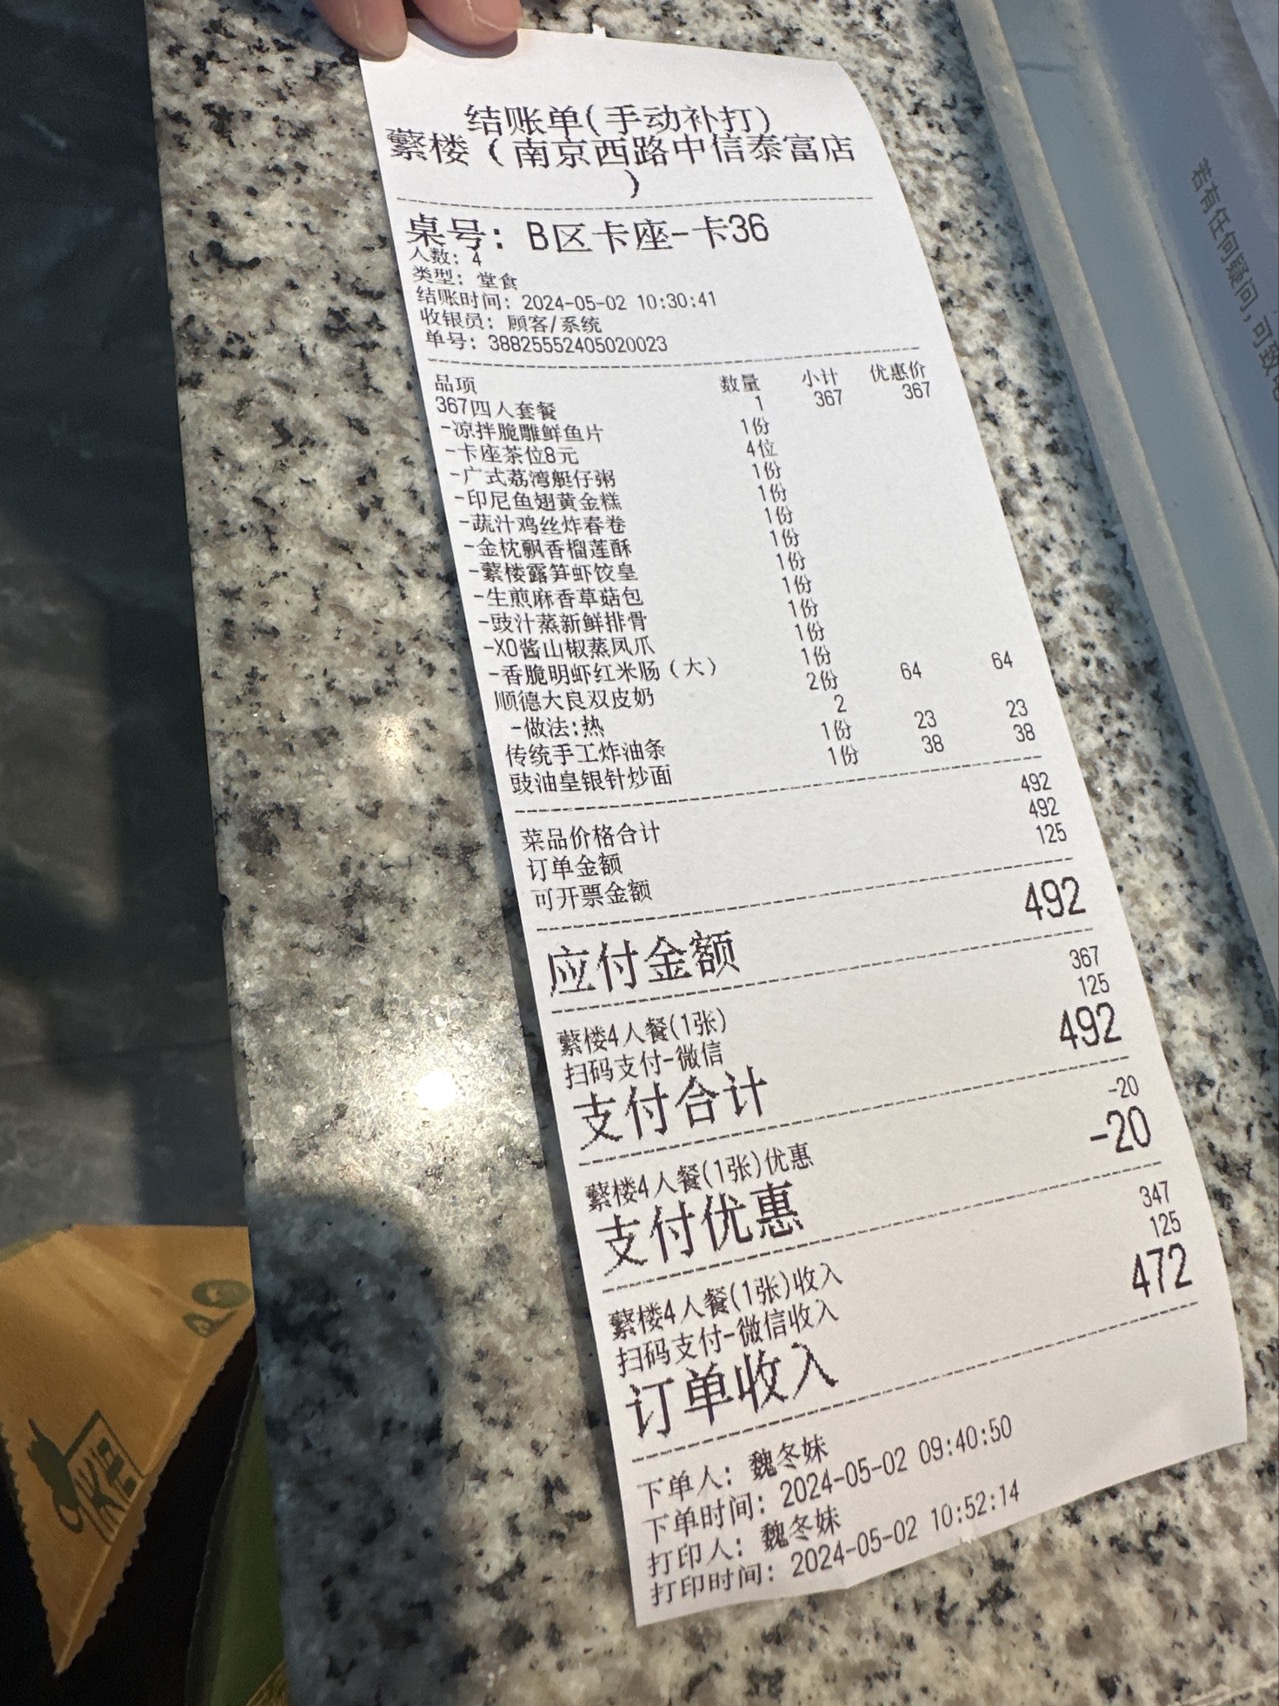 结账单(手动补打)
蘩楼（南京西路中信泰富店
）
桌号: B区卡座-卡36
人数: 4
类型: 堂食
结账时间: 2024-05-02 10:30:41
收银员: 顾客/系统
单号: 38825552405020023
品项 数量 小计 优惠价
367四人套餐 1 367 367
-凉拌脆雕鲜鱼片 1份
-卡座茶位8元 4位
-广式荔湾艇仔粥 1份
-印尼鱼翅黄金糕 1份
-蔬汁鸡丝炸春卷 1份
-金枕飘香榴莲酥 1份
-蘩楼露笋虾饺皇 1份
-生煎麻香草菇包 1份
-豉汁蒸新鲜排骨 1份
-XO酱山椒蒸凤爪 1份
-香脆明虾红米肠（大） 1份
顺德大良双皮奶 2份 64 64
-做法:热 2
传统手工炸油条 1份 23 23
豉油皇银针炒面 1份 38 38
菜品价格合计 492
订单金额 492
可开票金额 125
应付金额 492
蘩楼4人餐(1张) 367
扫码支付-微信 125
支付合计 492
蘩楼4人餐(1张)优惠 -20
支付优惠 -20
蘩楼4人餐(1张)收入 347
扫码支付-微信收入 125
订单收入 472
下单人: 魏冬妹
下单时间: 2024-05-02 09:40:50
打印人: 魏冬妹
打印时间: 2024-05-02 10:52:14
若有任何疑问，可致